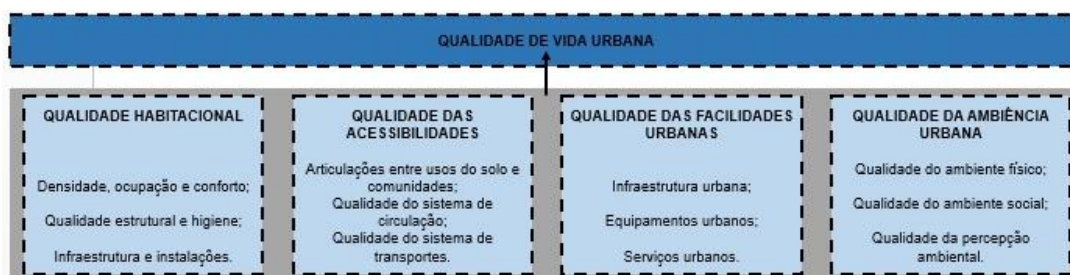 QUALIDADE DE VIDA URBANA
QUALIDADE HABITACIONAL
Densidade, ocupação e conforto;
Qualidade estrutural e higiene;
Infraestrutura e instalações.
QUALIDADE DAS
ACESSIBILIDADES
Articulações entre usos do solo e
comunidades;
Qualidade do sistema de
circulação;
Qualidade do sistema de
transportes.
QUALIDADE DAS FACILIDADES
URBANAS
Infraestrutura urbana;
Equipamentos urbanos;
Serviços urbanos.
QUALIDADE DA AMBIÊNCIA
URBANA
Qualidade do ambiente físico;
Qualidade do ambiente social;
Qualidade da percepção
ambiental.